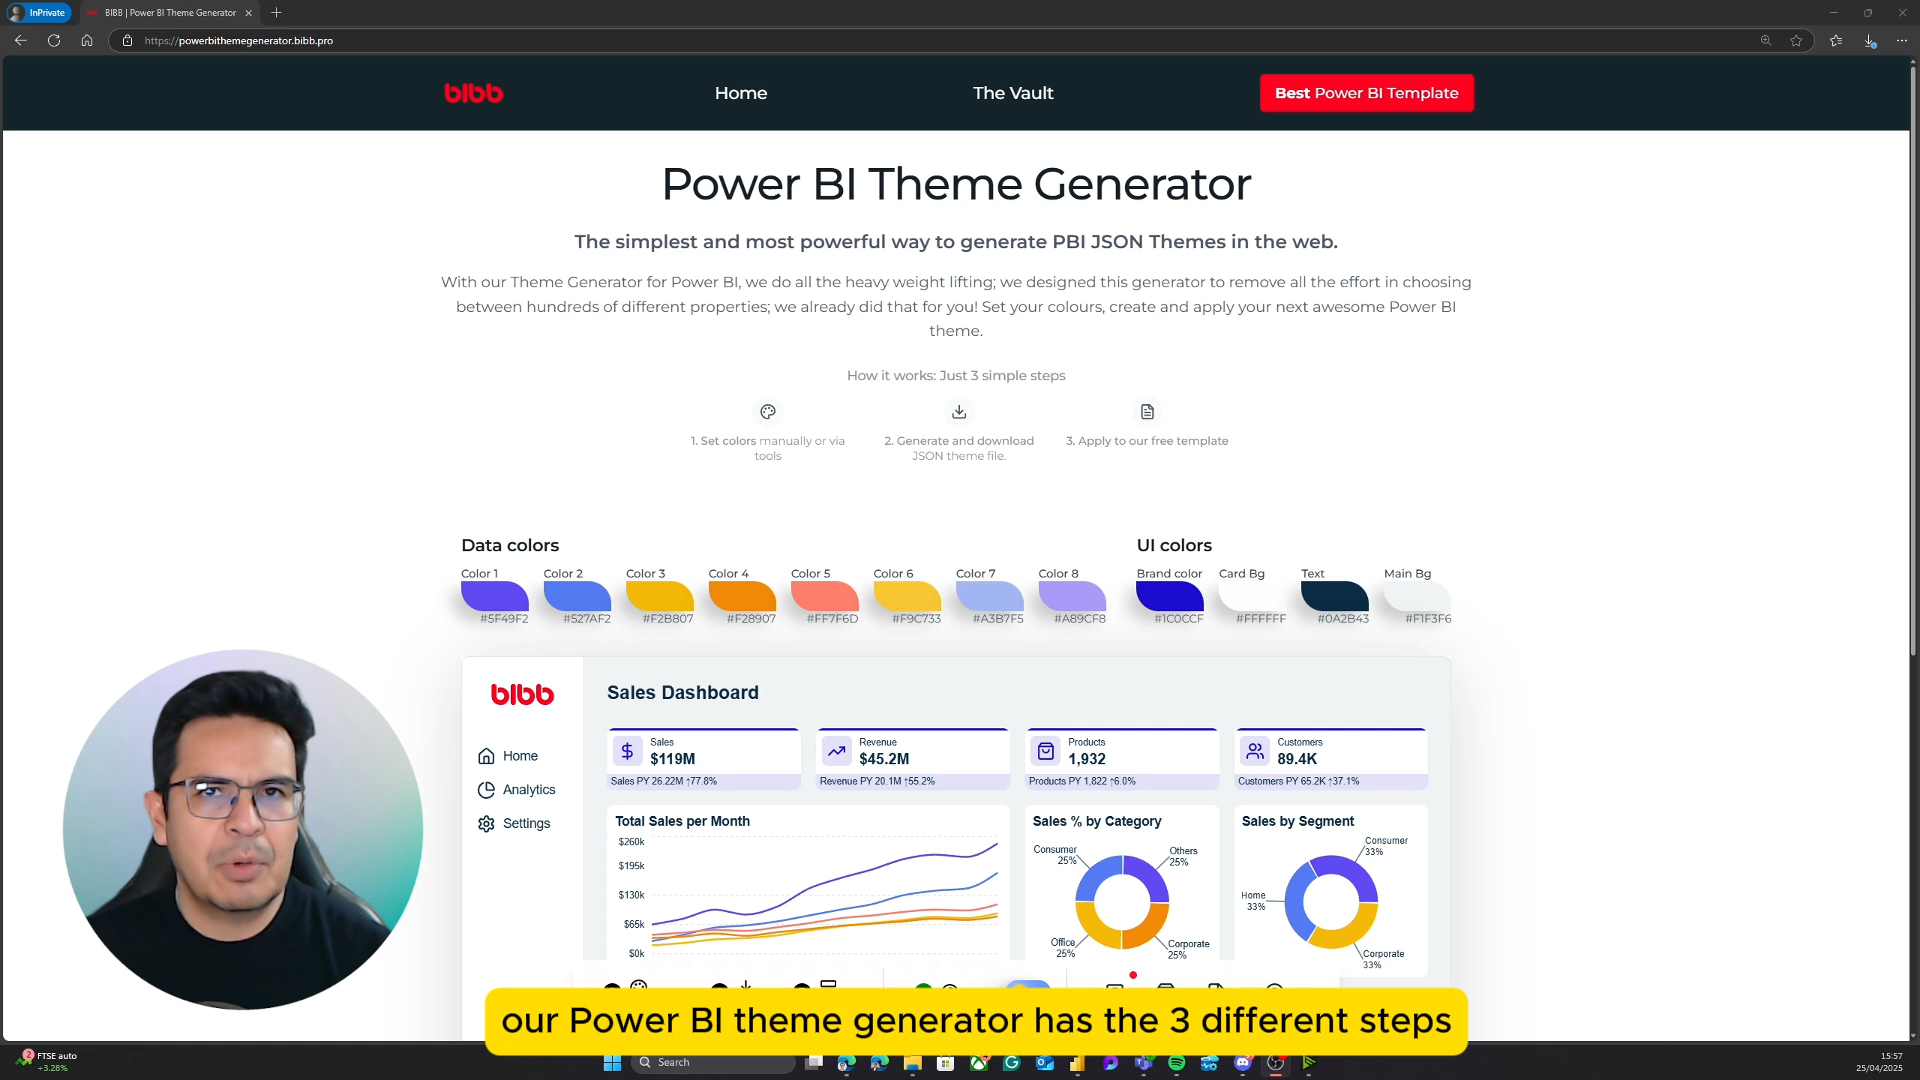 InPrivate
BIBB | Power BI Theme Generator
https://powerbithemegenerator.bibb.pro
bibb
Home
The Vault
Best Power BI Template
Power BI Theme Generator
The simplest and most powerful way to generate PBI JSON Themes in the web.
With our Theme Generator for Power BI, we do all the heavy weight lifting; we designed this generator to remove all the effort in choosing
between hundreds of different properties; we already did that for you! Set your colours, create and apply your next awesome Power BI
theme.
How it works: Just 3 simple steps
1. Set colors manually or via
tools
2. Generate and download
JSON theme file.
3. Apply to our free template
Data colors
UI colors
Color 1
Color 2
Color 3
Color 4
Color 5
Color 6
Color 7
Color 8
Brand color
Card Bg
Text
Main Bg
#5F49F2
#527AF2
#F2B807
#F28907
#FF7F6D
#F9C733
#A3B7F5
#A89CF8
#1C0CCF
#FFFFFF
#0A2B43
#F1F3F6
bibb
Home
Analytics
Settings
Sales Dashboard
Sales
$119M
Sales PY 26.22M ↑77.8%
Revenue
$45.2M
Revenue PY 20.1M ↑55.2%
Products
1,932
Products PY 1,822 ↑6.0%
Customers
89.4K
Customers PY 65.2K ↑37.1%
Total Sales per Month
$260k
$195k
$130k
$65k
$0k
Sales % by Category
Consumer
25%
Others
25%
Office
25%
Corporate
25%
Sales by Segment
Consumer
33%
Home
33%
Corporate
33%
our Power BI theme generator has the 3 different steps
2
FTSE auto
+3.28%
Search
15:57
25/04/2025